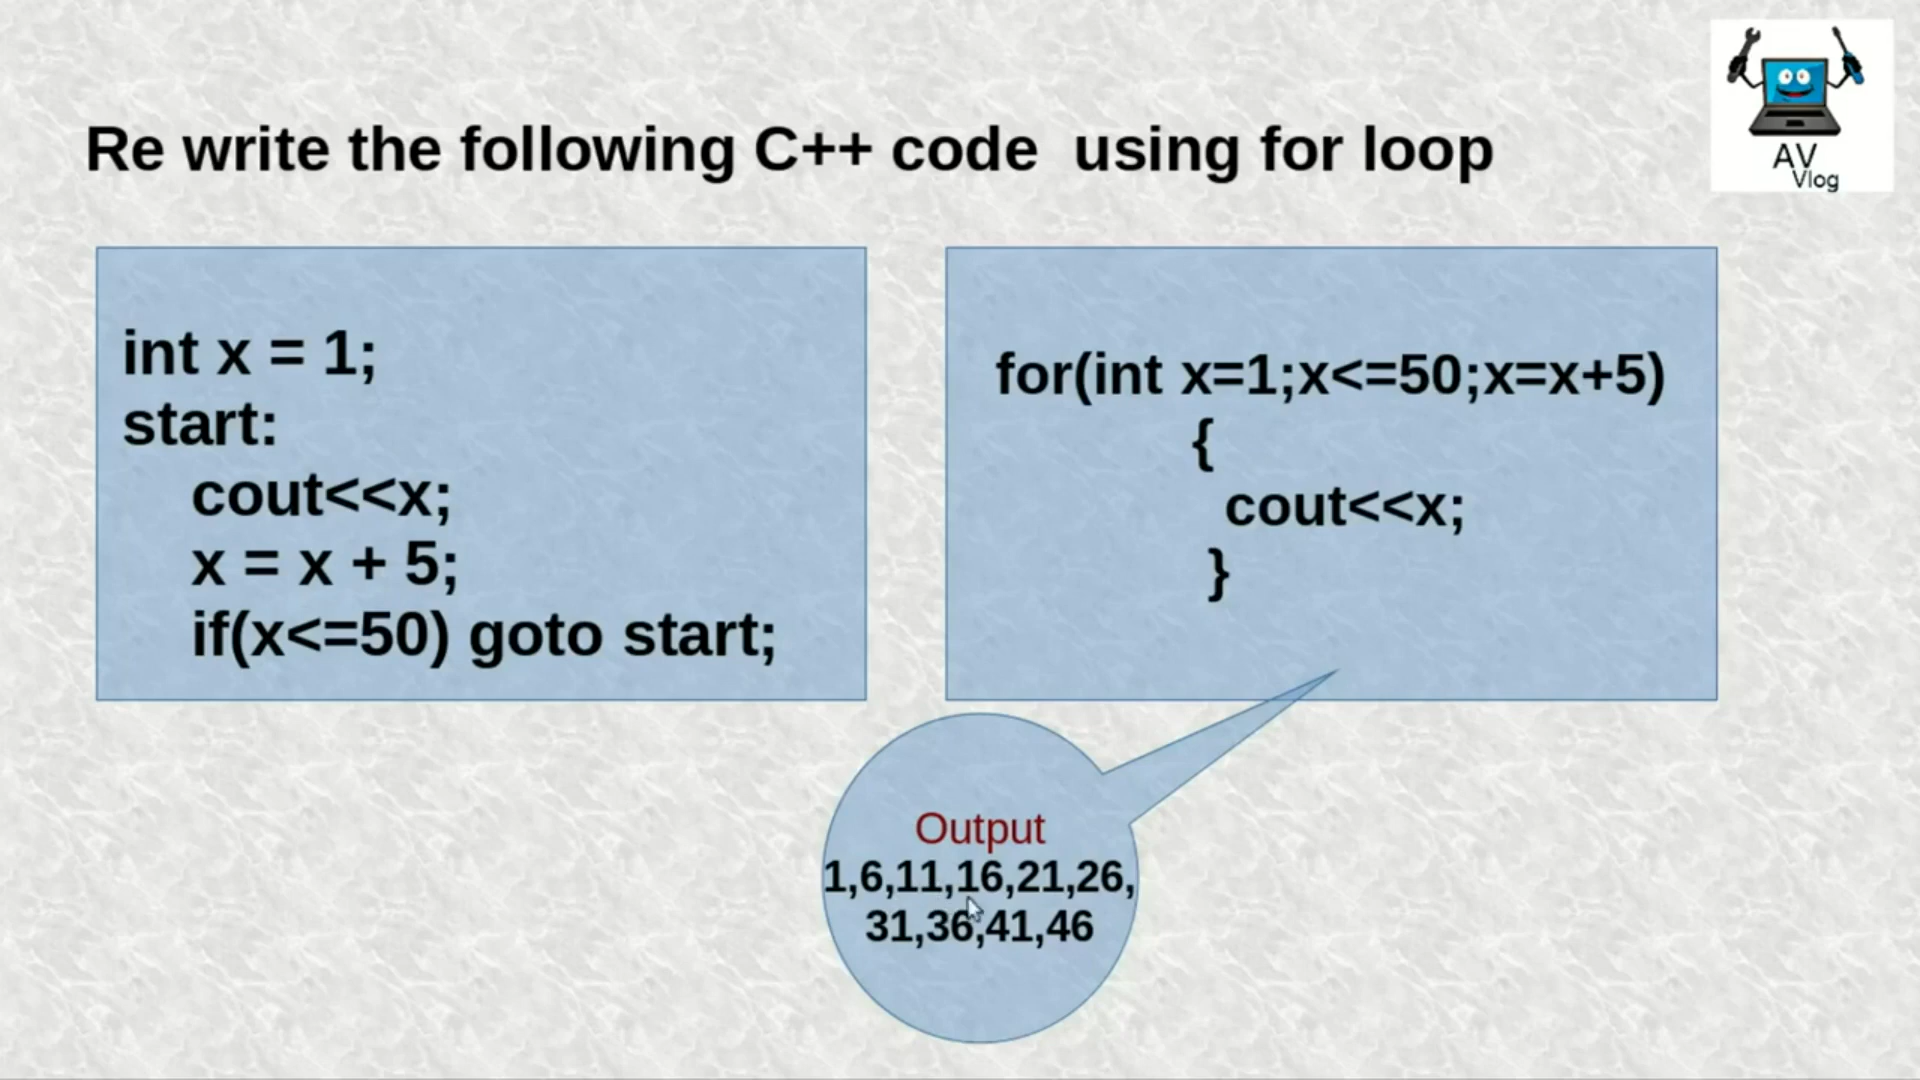 Re write the following C++ code  using for loop
AV
Vlog
int x = 1;
start:
cout<<x;
x = x + 5;
if(x<=50) goto start;
for(int x=1;x<=50;x=x+5)
{
cout<<x;
}
Output
1,6,11,16,21,26,
31,36,41,46